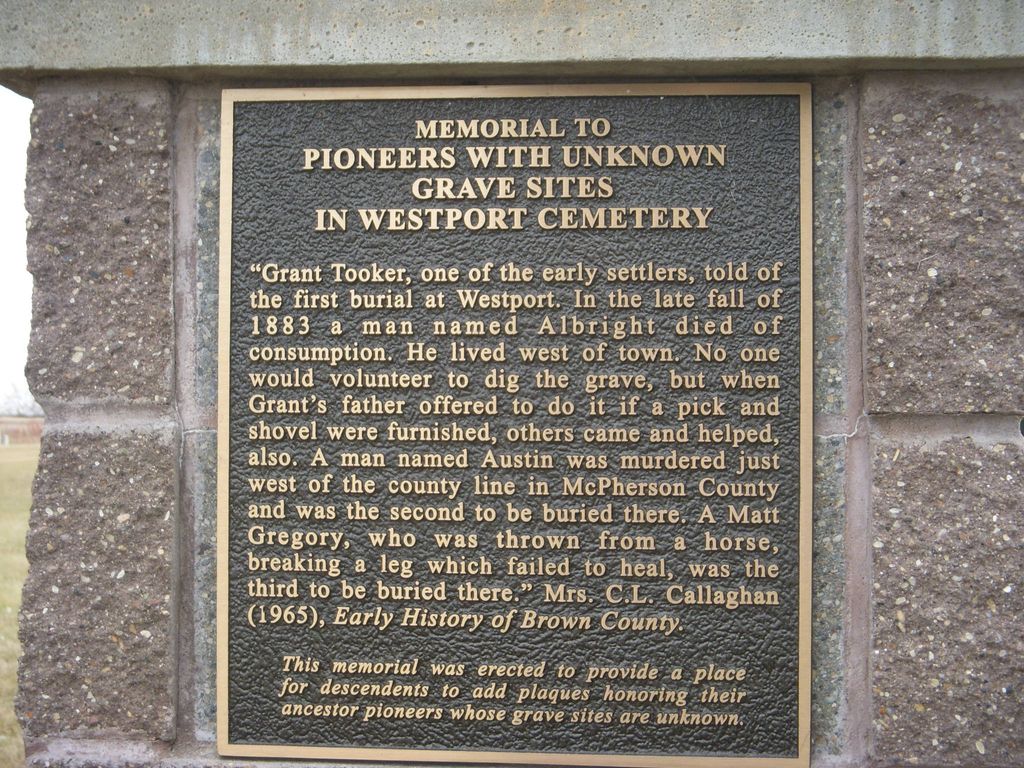 MEMORIAL TO
PIONEERS WITH UNKNOWN
GRAVE SITES
IN WESTPORT CEMETERY
“Grant Tooker, one of the early settlers, told of
the first burial at Westport. In the late fall of
1883 a man named Albright died of
consumption. He lived west of town. No one
would volunteer to dig the grave, but when
Grant’s father offered to do it if a pick and
shovel were furnished, others came and helped,
also. A man named Austin was murdered just
west of the county line in McPherson County
and was the second to be buried there. A Matt
Gregory, who was thrown from a horse,
breaking a leg which failed to heal, was the
third to be buried there.” Mrs. C.L. Callaghan
(1965), Early History of Brown County.
This memorial was erected to provide a place
for descendents to add plaques honoring their
ancestor pioneers whose grave sites are unknown.